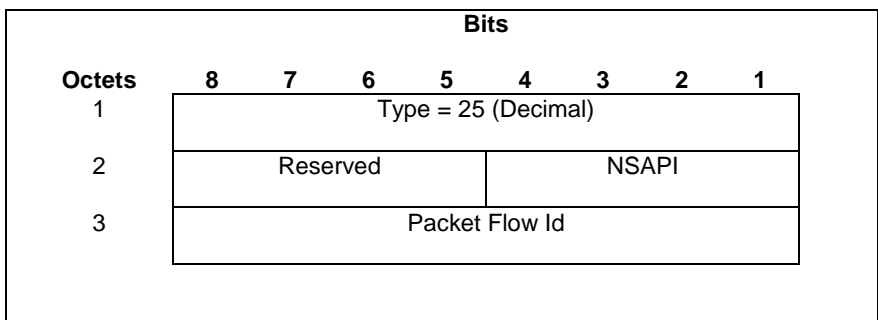 Bits
Octets 8 7 6 5 4 3 2 1
1 Type = 25 (Decimal)
2 Reserved NSAPI
3 Packet Flow Id